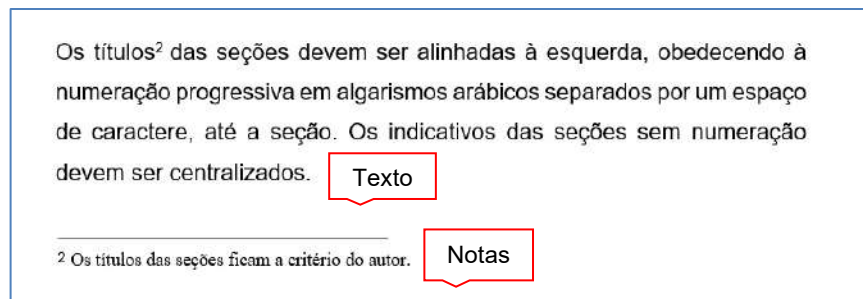 Os títulos² das seções devem ser alinhadas à esquerda, obedecendo à
numeração progressiva em algarismos arábicos separados por um espaço
de caractere, até a seção. Os indicativos das seções sem numeração
devem ser centralizados.
Texto
² Os títulos das seções ficam a critério do autor.
Notas